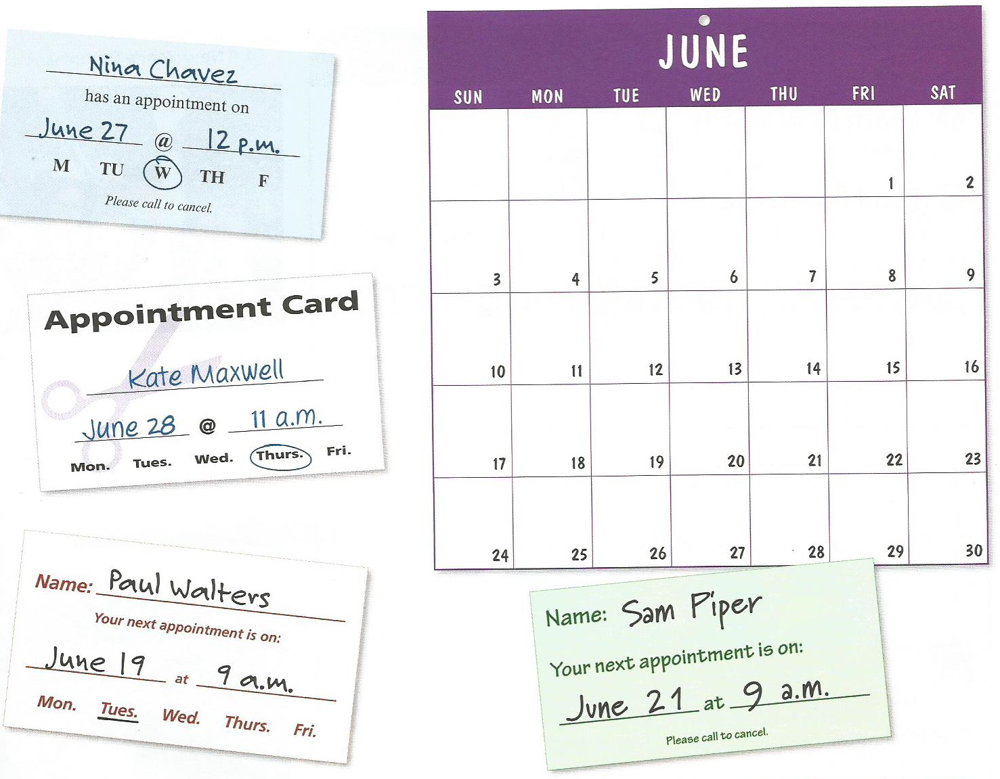 Nina Chavez
has an appointment on
June 27 @ 12 p.m.
M TU W TH F
Please call to cancel.
Appointment Card
Kate Maxwell
June 28 @ 11 a.m.
Mon. Tues. Wed. Thurs. Fri.
Name: Paul Walters
Your next appointment is on:
June 19 at 9 a.m.
Mon. Tues. Wed. Thurs. Fri.
JUNE
SUN MON TUE WED THU FRI SAT
1 2
3 4 5 6 7 8 9
10 11 12 13 14 15 16
17 18 19 20 21 22 23
24 25 26 27 28 29 30
Name: Sam Piper
Your next appointment is on:
June 21 at 9 a.m.
Please call to cancel.